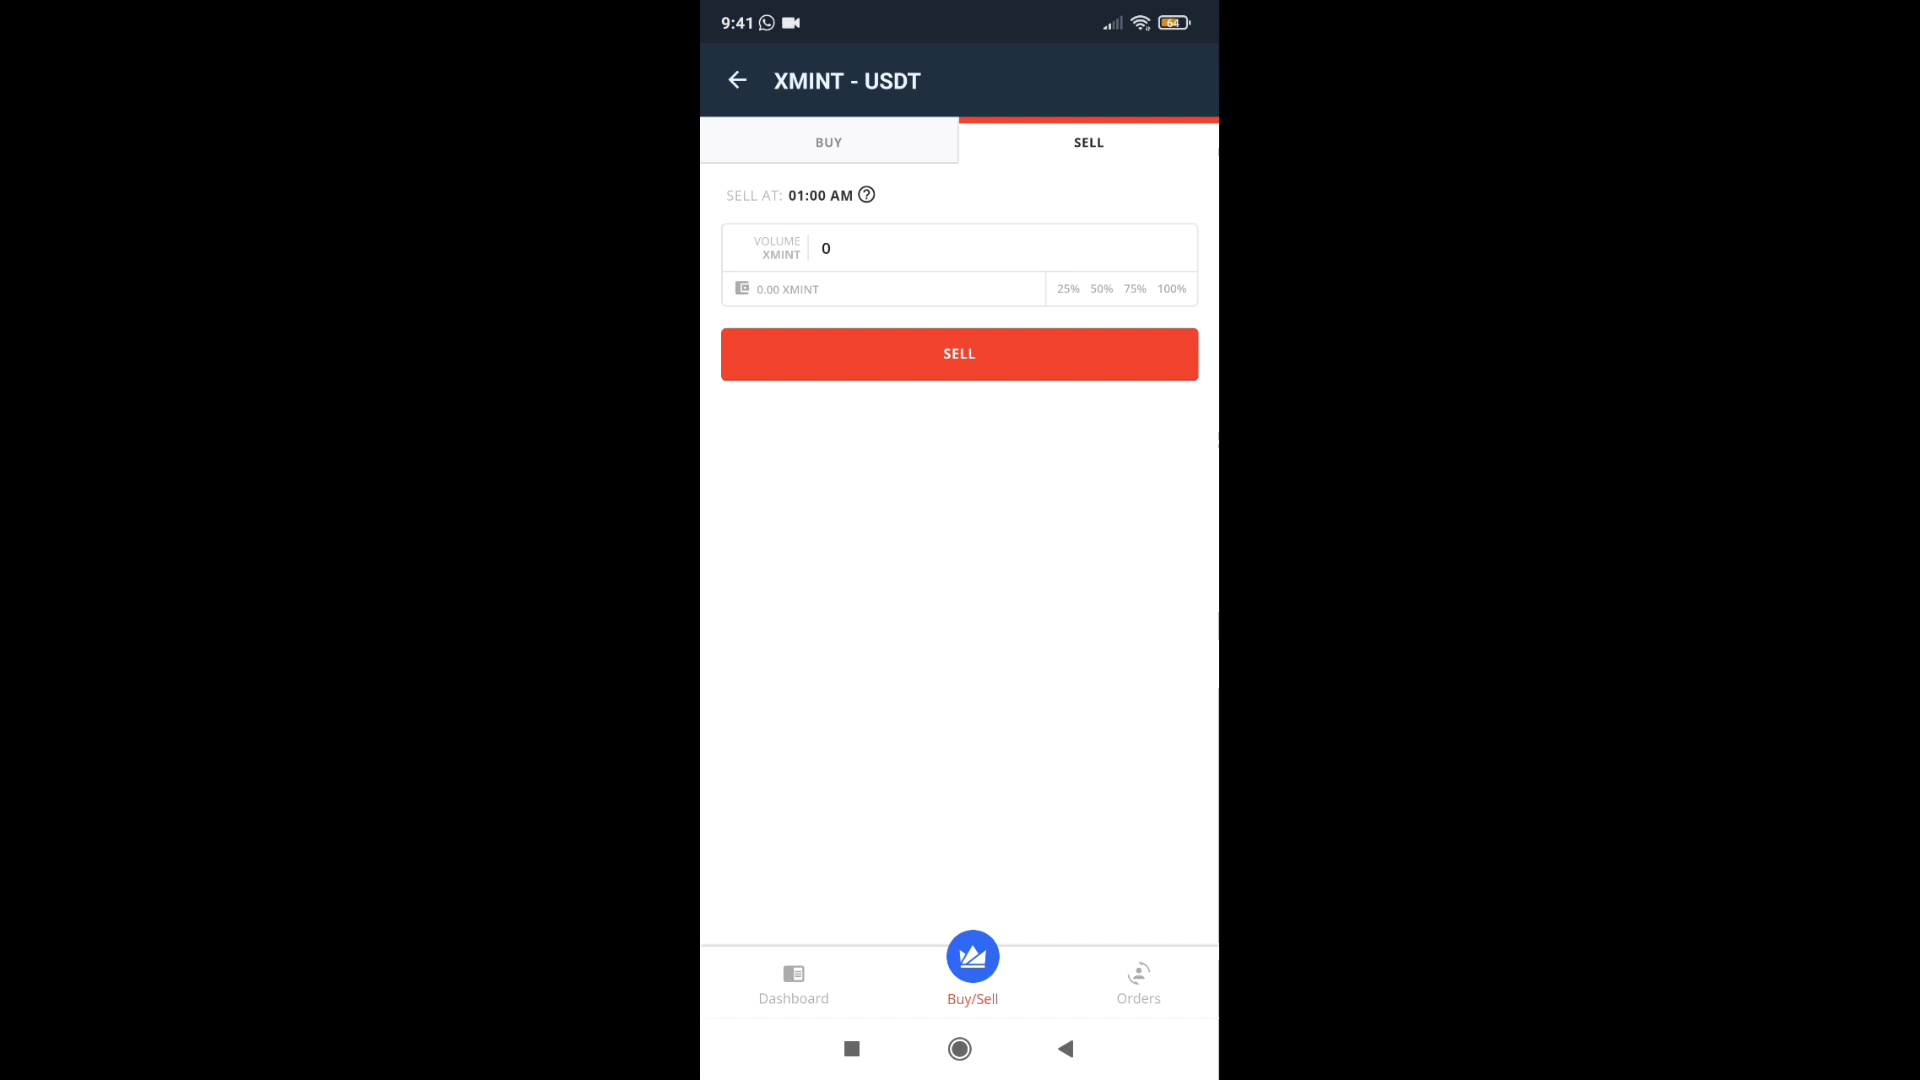 9:41
64
XMINT - USDT
BUY
SELL
SELL AT: 01:00 AM
VOLUME
XMINT
0
0.00 XMINT
25% 50% 75% 100%
SELL
Dashboard
Buy/Sell
Orders